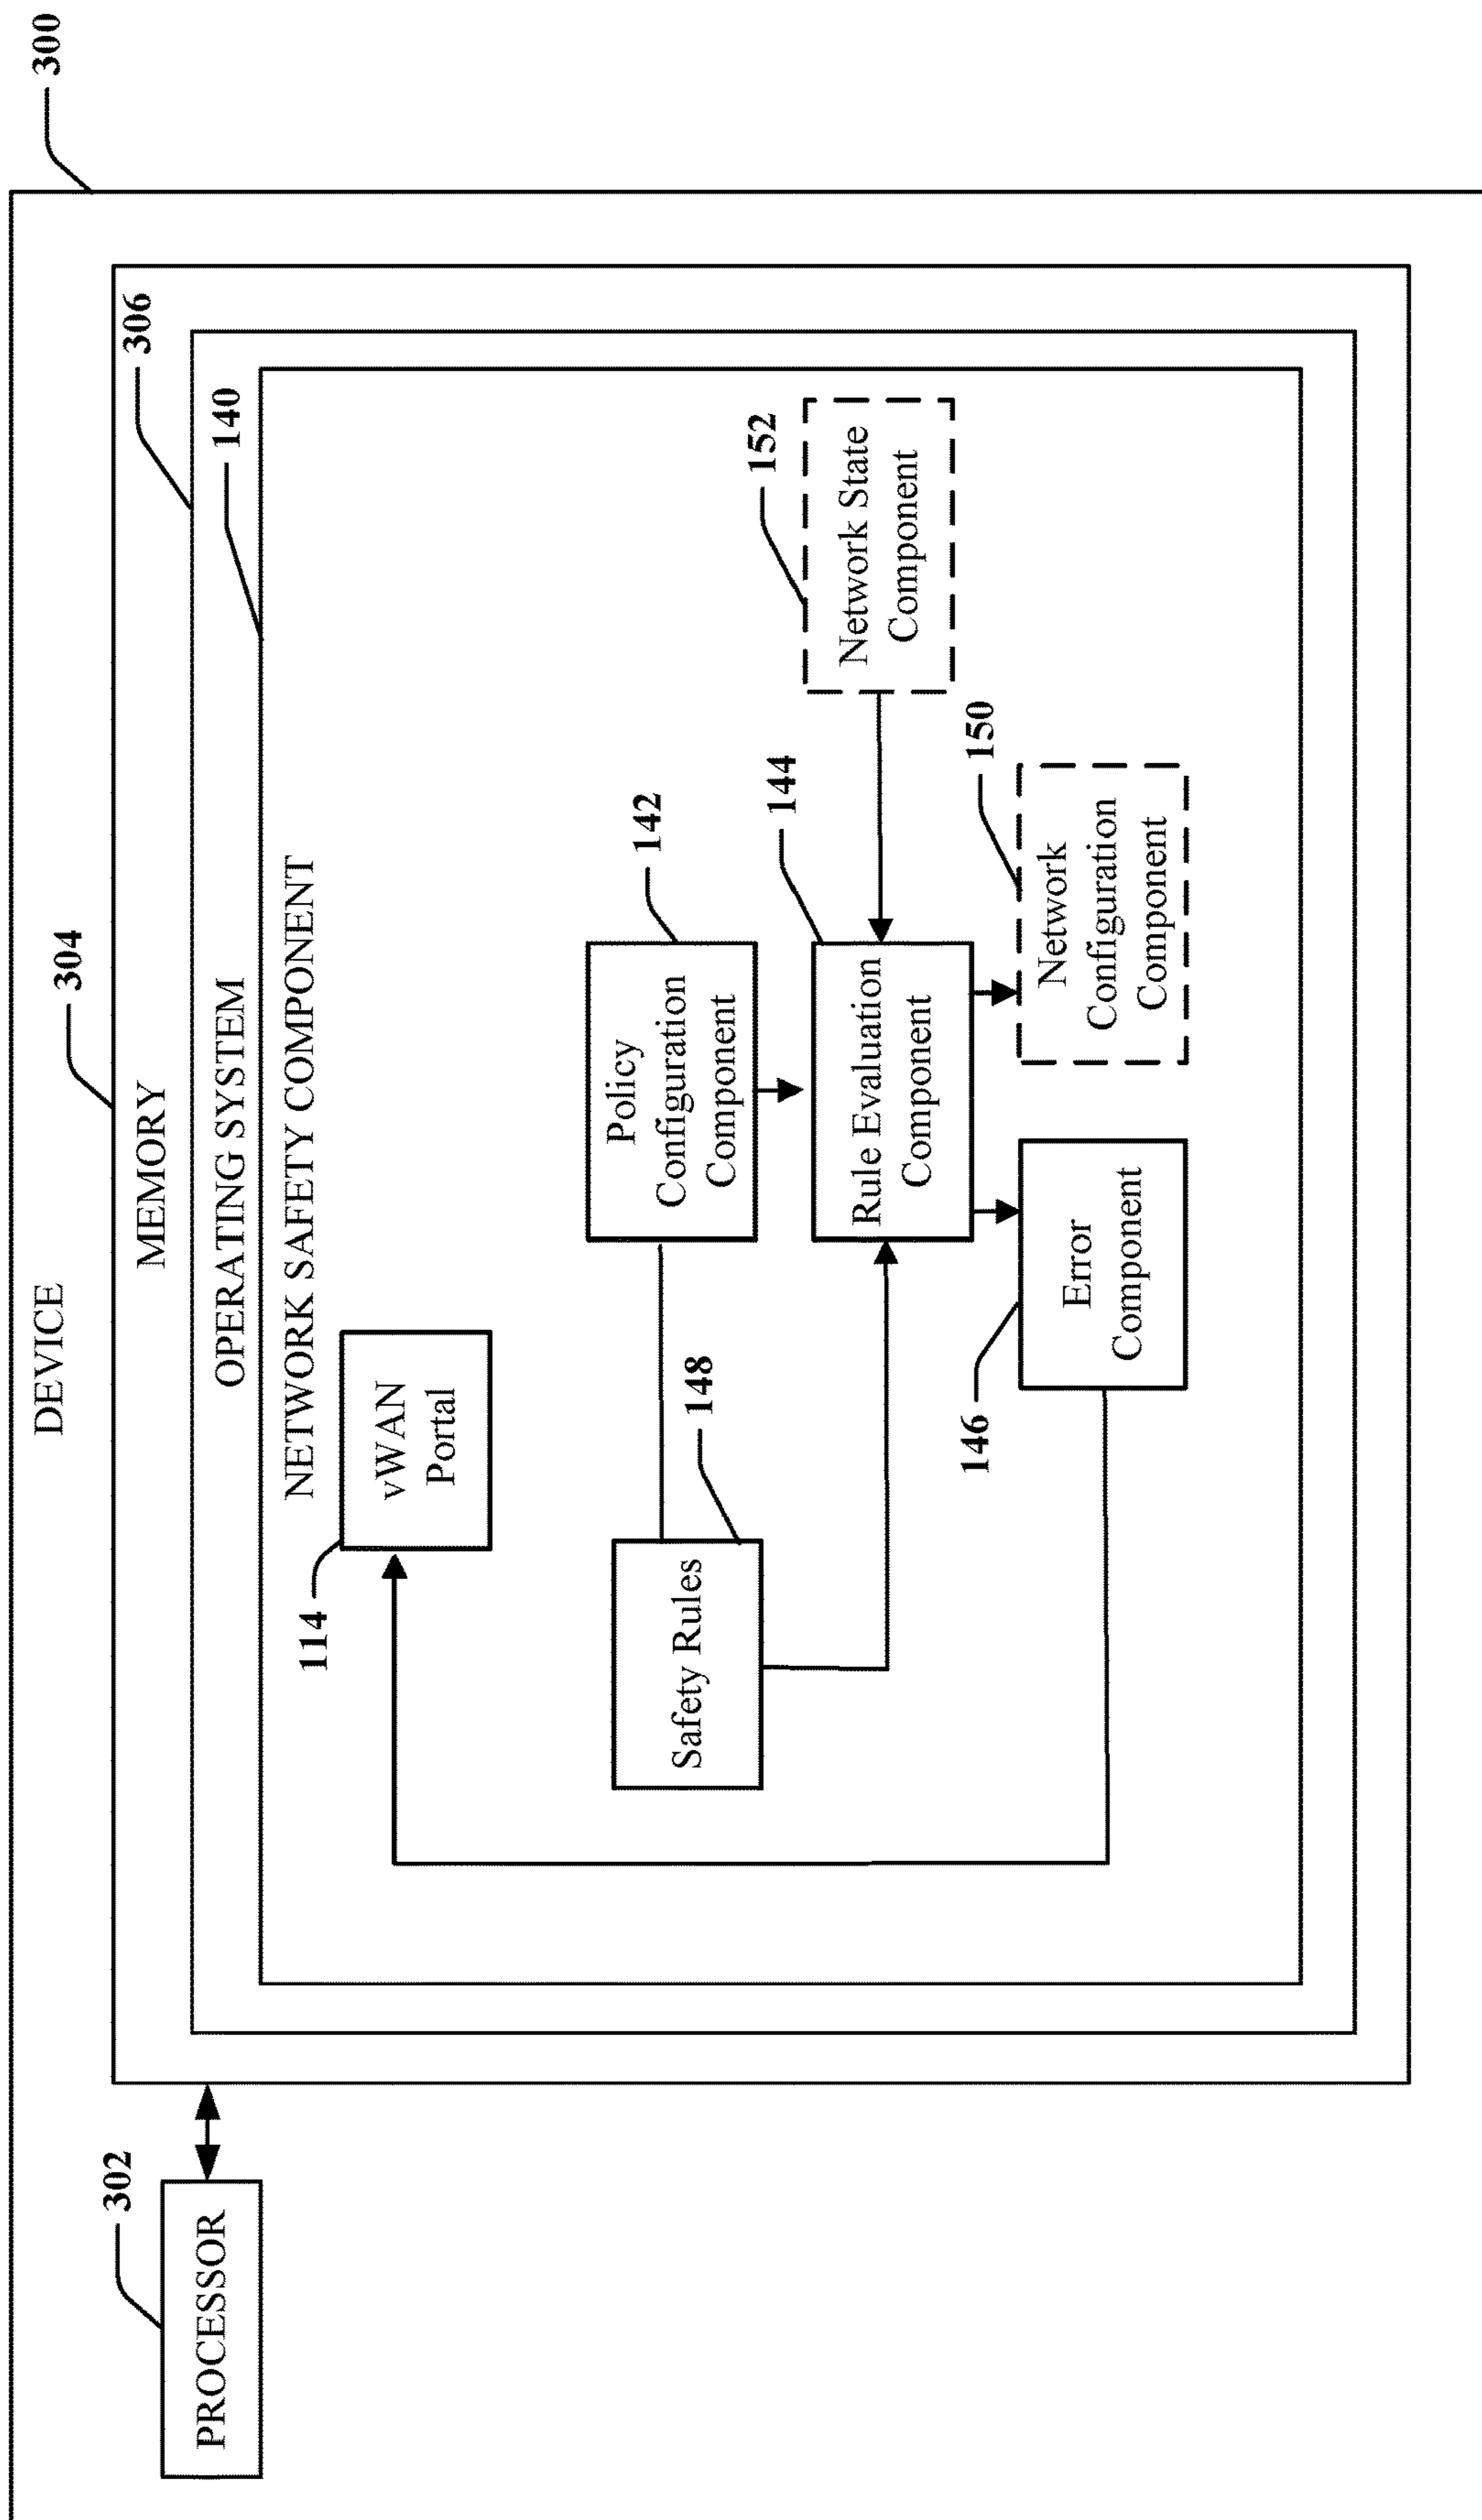 300
DEVICE
304
302
PROCESSOR
MEMORY
306
OPERATING SYSTEM
140
NETWORK SAFETY COMPONENT
114
vWAN
Portal
148
Safety Rules
142
Policy
Configuration
Component
144
Rule Evaluation
Component
152
Network State
Component
146
Error
Component
150
Network
Configuration
Component